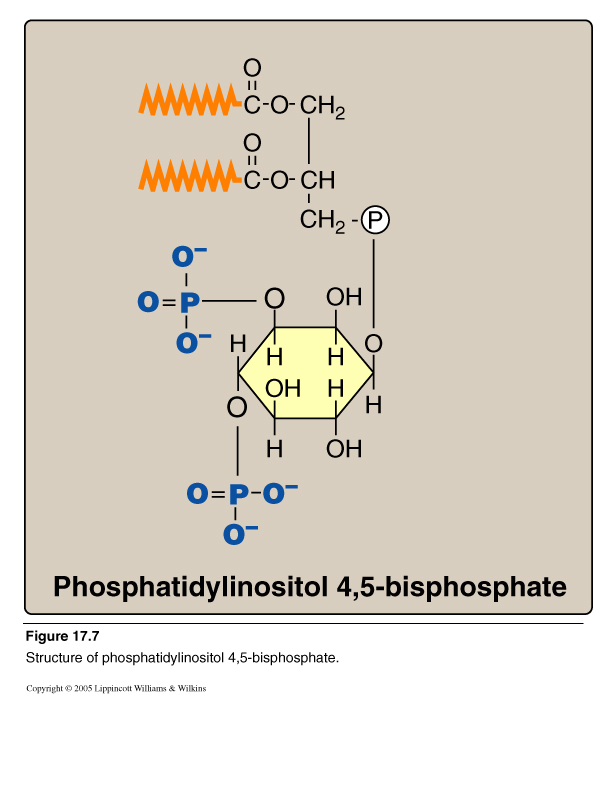 O
C-O-CH2
O
C-O-CH
CH2-P
O−
O=P
O
OH
O−
H
H
H
O
OH
H
O
H
H
OH
O=P-O−
O−
Phosphatidylinositol 4,5-bisphosphate
Figure 17.7
Structure of phosphatidylinositol 4,5-bisphosphate.
Copyright © 2005 Lippincott Williams & Wilkins